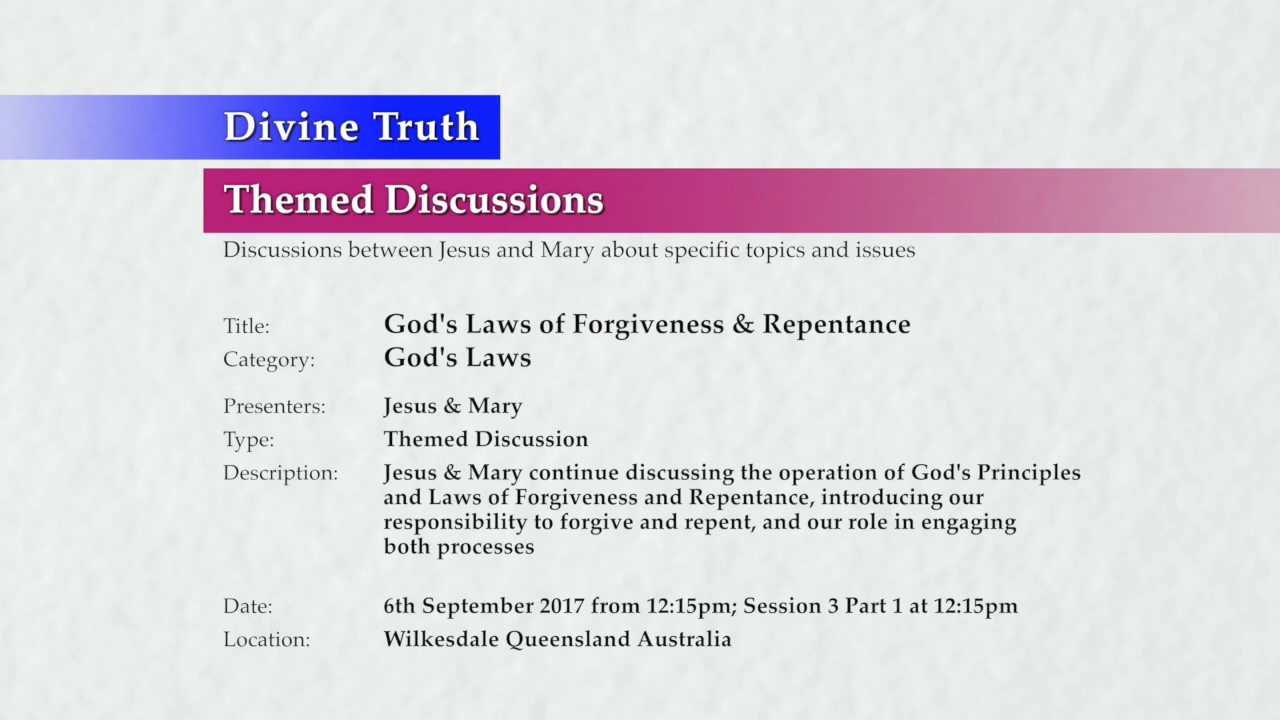 Divine Truth
Themed Discussions
Discussions between Jesus and Mary about specific topics and issues
Title: God's Laws of Forgiveness & Repentance
Category: God's Laws
Presenters: Jesus & Mary
Type: Themed Discussion
Description: Jesus & Mary continue discussing the operation of God's Principles
and Laws of Forgiveness and Repentance, introducing our
responsibility to forgive and repent, and our role in engaging
both processes
Date: 6th September 2017 from 12:15pm; Session 3 Part 1 at 12:15pm
Location: Wilkesdale Queensland Australia